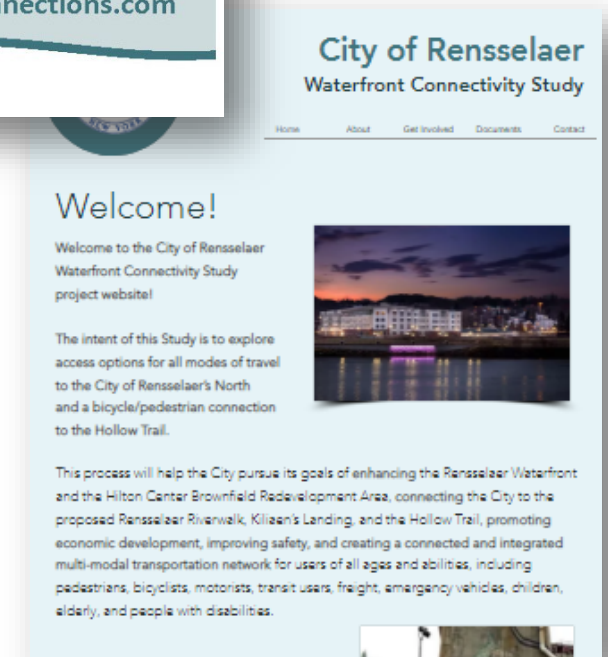 nnections.com
City of Rensselaer
Waterfront Connectivity Study
NEW YORK
Home About Get Involved Documents Contact
Welcome!
Welcome to the City of Rensselaer
Waterfront Connectivity Study
project website!
The intent of this Study is to explore
access options for all modes of travel
to the City of Rensselaer's North
and a bicycle/pedestrian connection
to the Hollow Trail.
This process will help the City pursue its goals of enhancing the Rensselaer Waterfront
and the Hilton Center Brownfield Redevelopment Area, connecting the City to the
proposed Rensselaer Riverwalk, Kiliaen's Landing, and the Hollow Trail, promoting
economic development, improving safety, and creating a connected and integrated
multi-modal transportation network for users of all ages and abilities, including
pedestrians, bicyclists, motorists, transit users, freight, emergency vehicles, children,
elderly, and people with disabilities.